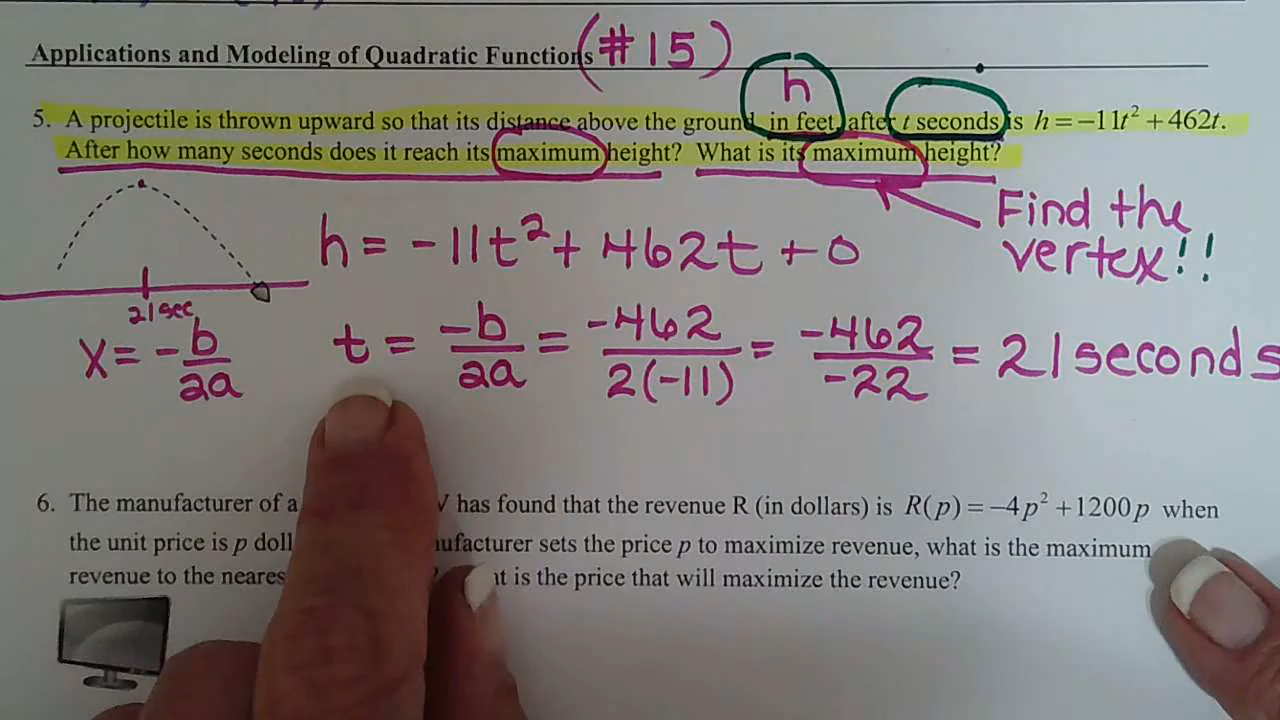 Applications and Modeling of Quadratic Functions (#15)
h
5. A projectile is thrown upward so that its distance above the ground, in feet, after t seconds is h = −11t² + 462t.
After how many seconds does it reach its maximum height? What is its maximum height?
Find the
vertex!!
h = -11t² + 462t + 0
21sec
x = -b/2a
t = -b/2a = -462/2(-11) = -462/-22 = 21 seconds
6. The manufacturer of a has found that the revenue R (in dollars) is R(p) = −4p² + 1200p when
the unit price is p sets the price p to maximize revenue, what is the maximum
revenue to the is the price that will maximize the revenue?